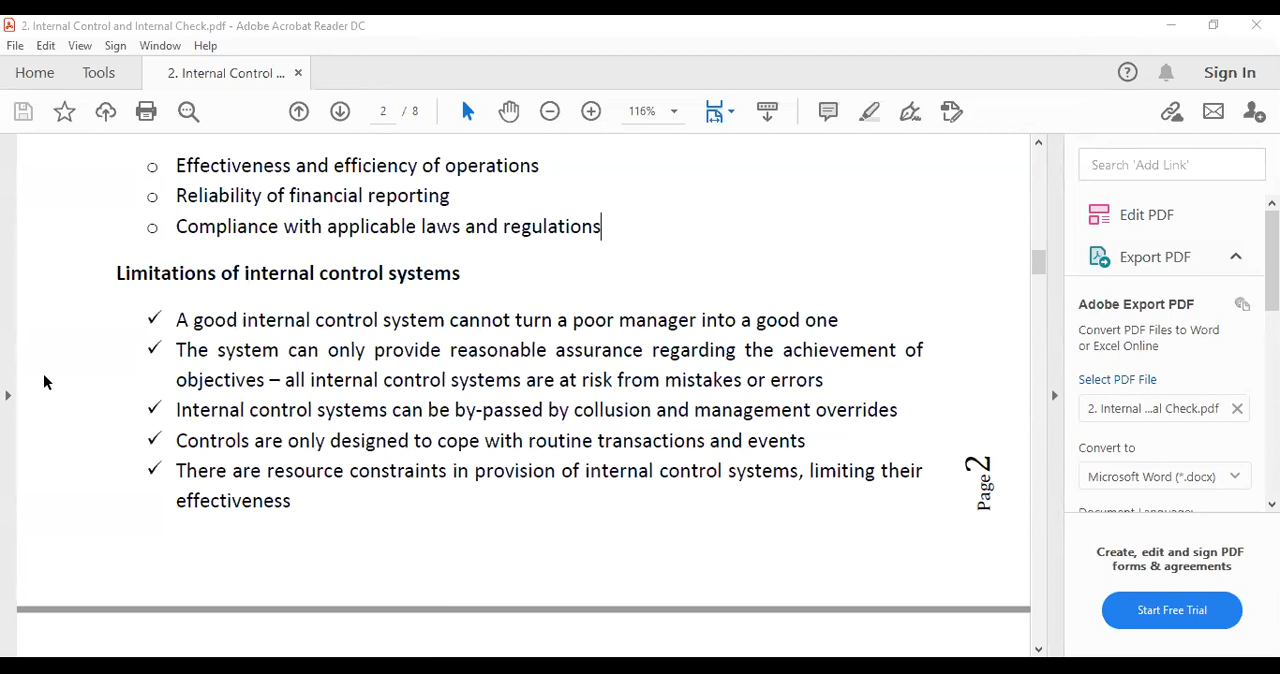 2. Internal Control and Internal Check.pdf - Adobe Acrobat Reader DC
File Edit View Sign Window Help
Home Tools 2. Internal Control ... × Sign In
2 / 8 116%
o Effectiveness and efficiency of operations
o Reliability of financial reporting
o Compliance with applicable laws and regulations
Limitations of internal control systems
✓ A good internal control system cannot turn a poor manager into a good one
✓ The system can only provide reasonable assurance regarding the achievement of
objectives – all internal control systems are at risk from mistakes or errors
✓ Internal control systems can be by-passed by collusion and management overrides
✓ Controls are only designed to cope with routine transactions and events
✓ There are resource constraints in provision of internal control systems, limiting their
effectiveness
Page 2
Search 'Add Link'
Edit PDF
Export PDF
Adobe Export PDF
Convert PDF Files to Word
or Excel Online
Select PDF File
2. Internal ...al Check.pdf
Convert to
Microsoft Word (*.docx)
Document Language:
Create, edit and sign PDF
forms & agreements
Start Free Trial